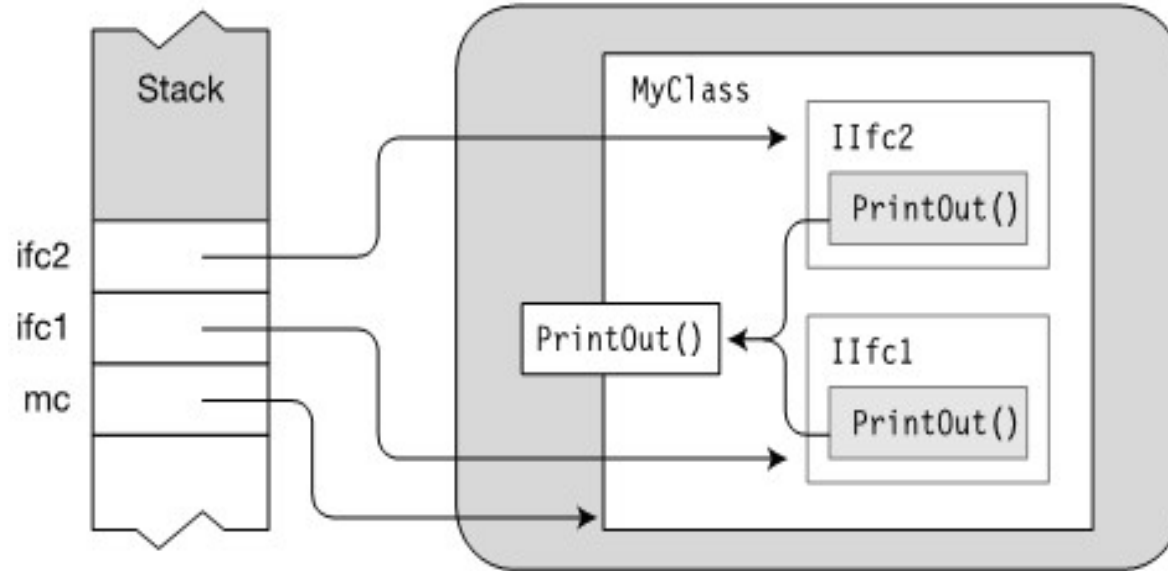 Stack
ifc2
ifc1
mc
MyClass
IIfc2
PrintOut()
PrintOut()
IIfc1
PrintOut()